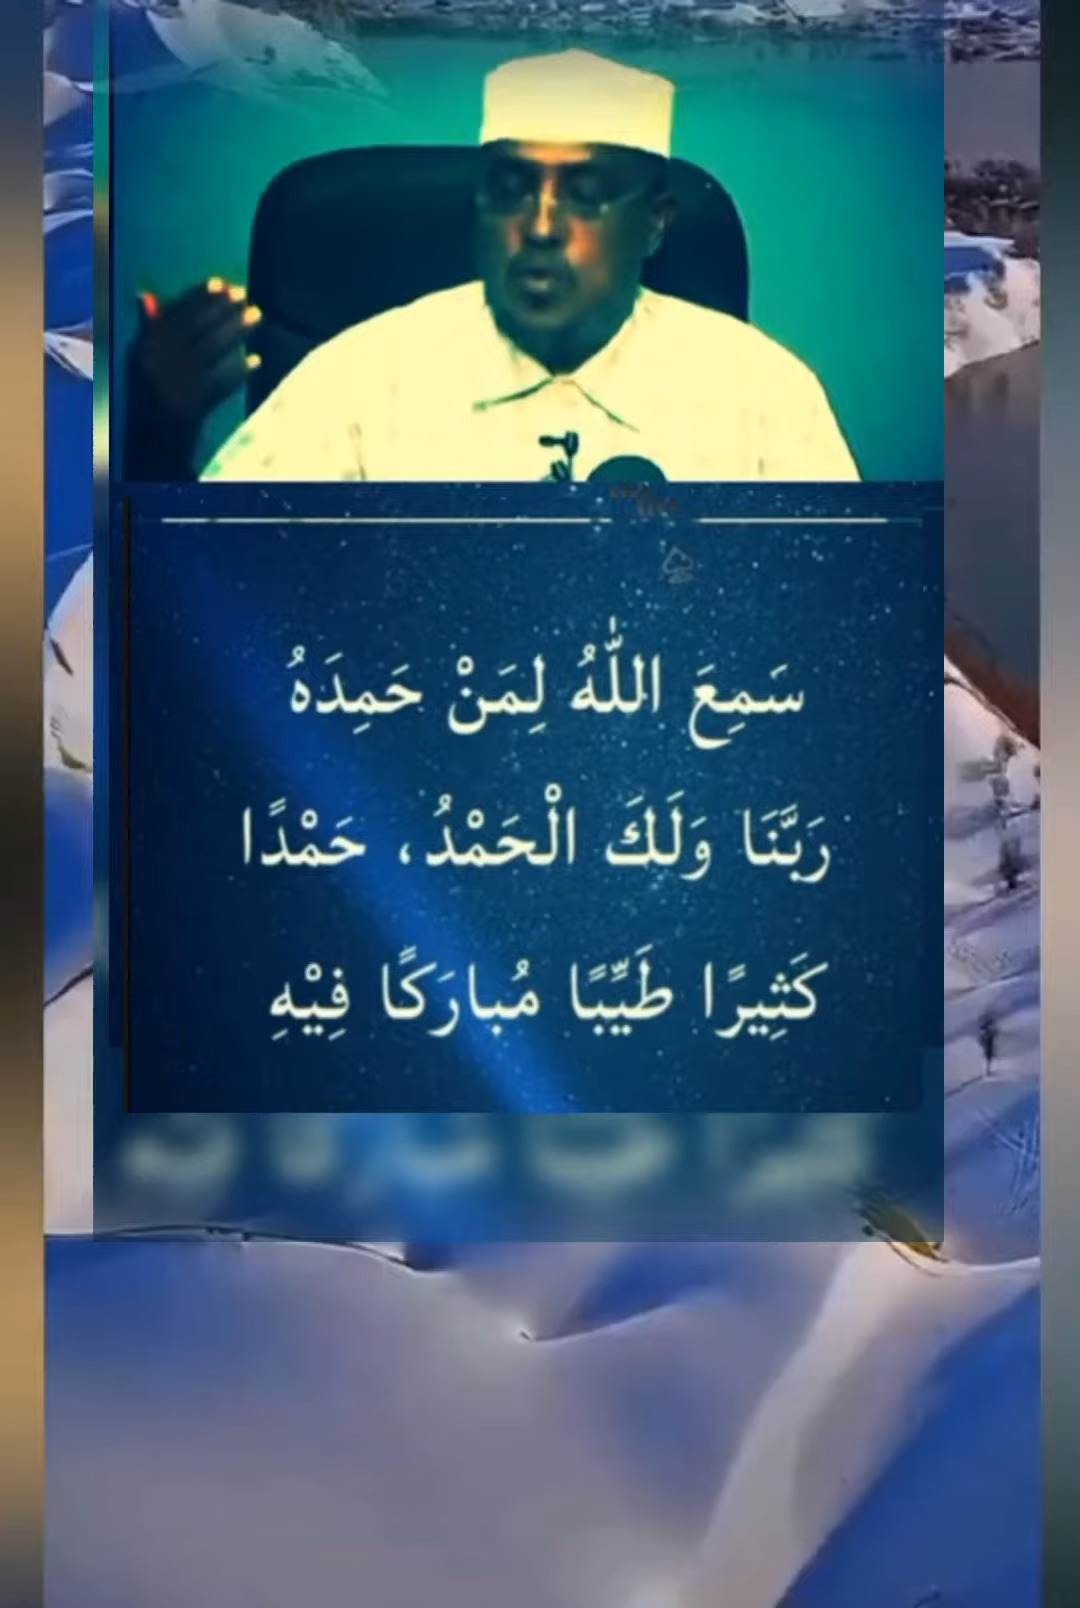 سَمِعَ اللّٰهُ لِمَنْ حَمِدَهُ
رَبَّنَا وَلَكَ الْحَمْدُ، حَمْدًا
كَثِيرًا طَيِّبًا مُبارَكًا فِيْهِ